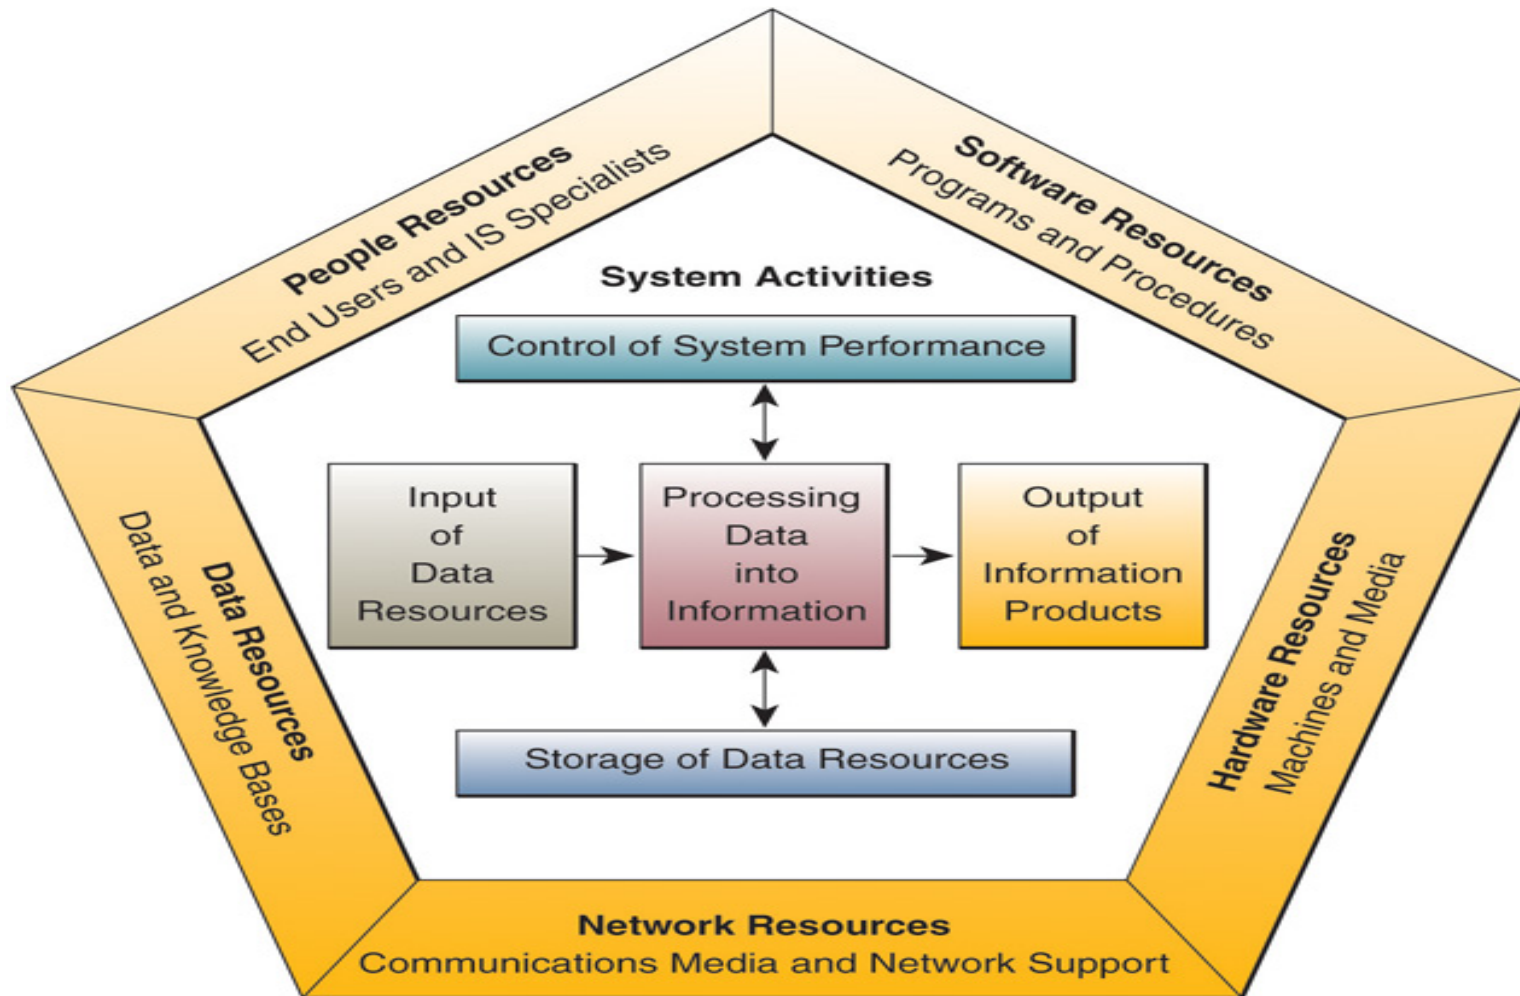 People Resources
End Users and IS Specialists
Software Resources
Programs and Procedures
System Activities
Control of System Performance
Input
of
Data
Resources
Processing
Data
into
Information
Output
of
Information
Products
Storage of Data Resources
Data Resources
Data and Knowledge Bases
Hardware Resources
Machines and Media
Network Resources
Communications Media and Network Support